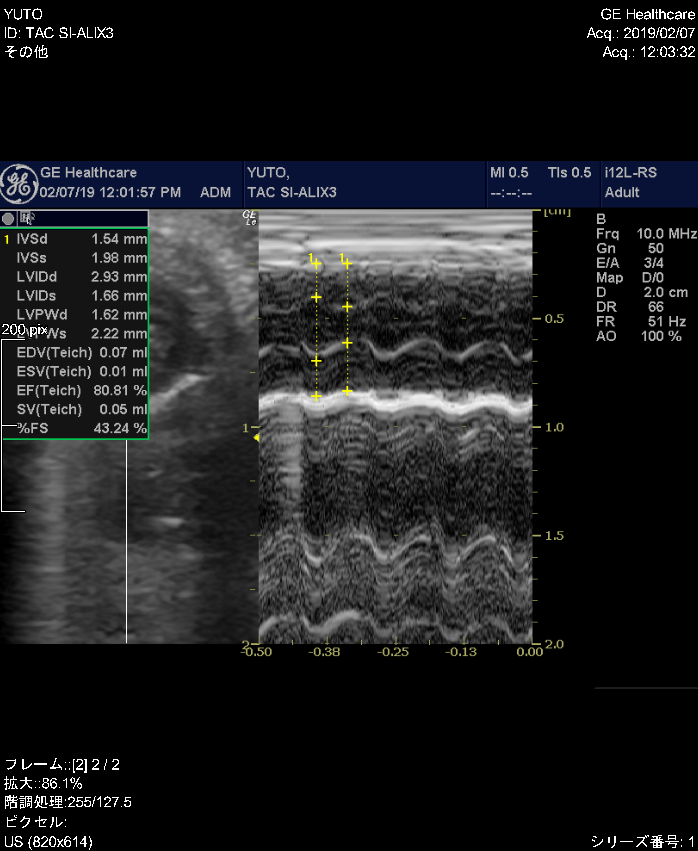 YUTO
ID: TAC SI-ALIX3
その他
GE Healthcare
Acq.: 2019/02/07
Acq.: 12:03:32
GE Healthcare
02/07/19 12:01:57 PM ADM
YUTO,
TAC SI-ALIX3
MI 0.5 TIs 0.5
--:--:--
i12L-RS
Adult
1 IVSd 1.54 mm
IVSs 1.98 mm
LVIDd 2.93 mm
LVIDs 1.66 mm
LVPWd 1.62 mm
200 pix
LVPWs 2.22 mm
EDV(Teich) 0.07 ml
ESV(Teich) 0.01 ml
EF(Teich) 80.81 %
SV(Teich) 0.05 ml
%FS 43.24 %
1 1
0.5
1
1.0
1.5
2
2.0
-0.50 -0.38 -0.25 -0.13 0.00
B
Frq 10.0 MHz
Gn 50
E/A 3/4
Map D/0
D 2.0 cm
DR 66
FR 51 Hz
AO 100 %
フレーム::[2] 2 / 2
拡大::86.1%
階調処理:255/127.5
ピクセル:
US (820x614)
シリーズ番号: 1